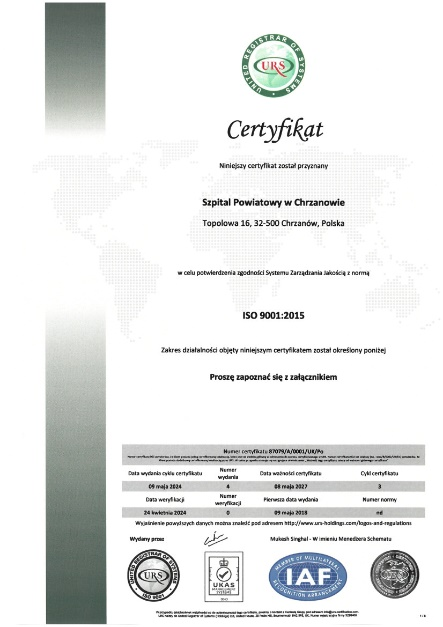 UNITED REGISTRAR OF SYSTEMS
URS
Certyfikat
Niniejszy certyfikat został przyznany
Szpital Powiatowy w Chrzanowie
Topolowa 16, 32-500 Chrzanów, Polska
w celu potwierdzenia zgodności Systemu Zarządzania Jakością z normą
ISO 9001:2015
Zakres działalności objęty niniejszym certyfikatem został określony poniżej
Proszę zapoznać się z załącznikiem
Numer certyfikatu 87079/A/0001/UK/Po
Data wydania cyklu certyfikatu Numer wydania Data ważności certyfikatu Cykl certyfikatu
09 maja 2024 4 08 maja 2027 3
Data weryfikacji Numer weryfikacji Pierwsza data wydania Numer normy
24 kwietnia 2024 0 09 maja 2018 nd
Wyjaśnienie powyższych danych można znaleźć pod adresem http://www.urs-holdings.com/logos-and-regulations
Wydany przez Mukesh Singhal - W imieniu Menedżera Schematu
UNITED REGISTRAR OF SYSTEMS
URS
ISO 9001
UKAS
MANAGEMENT
SYSTEMS
MEMBER OF MULTILATERAL
IAF
RECOGNITION ARRANGEMENT